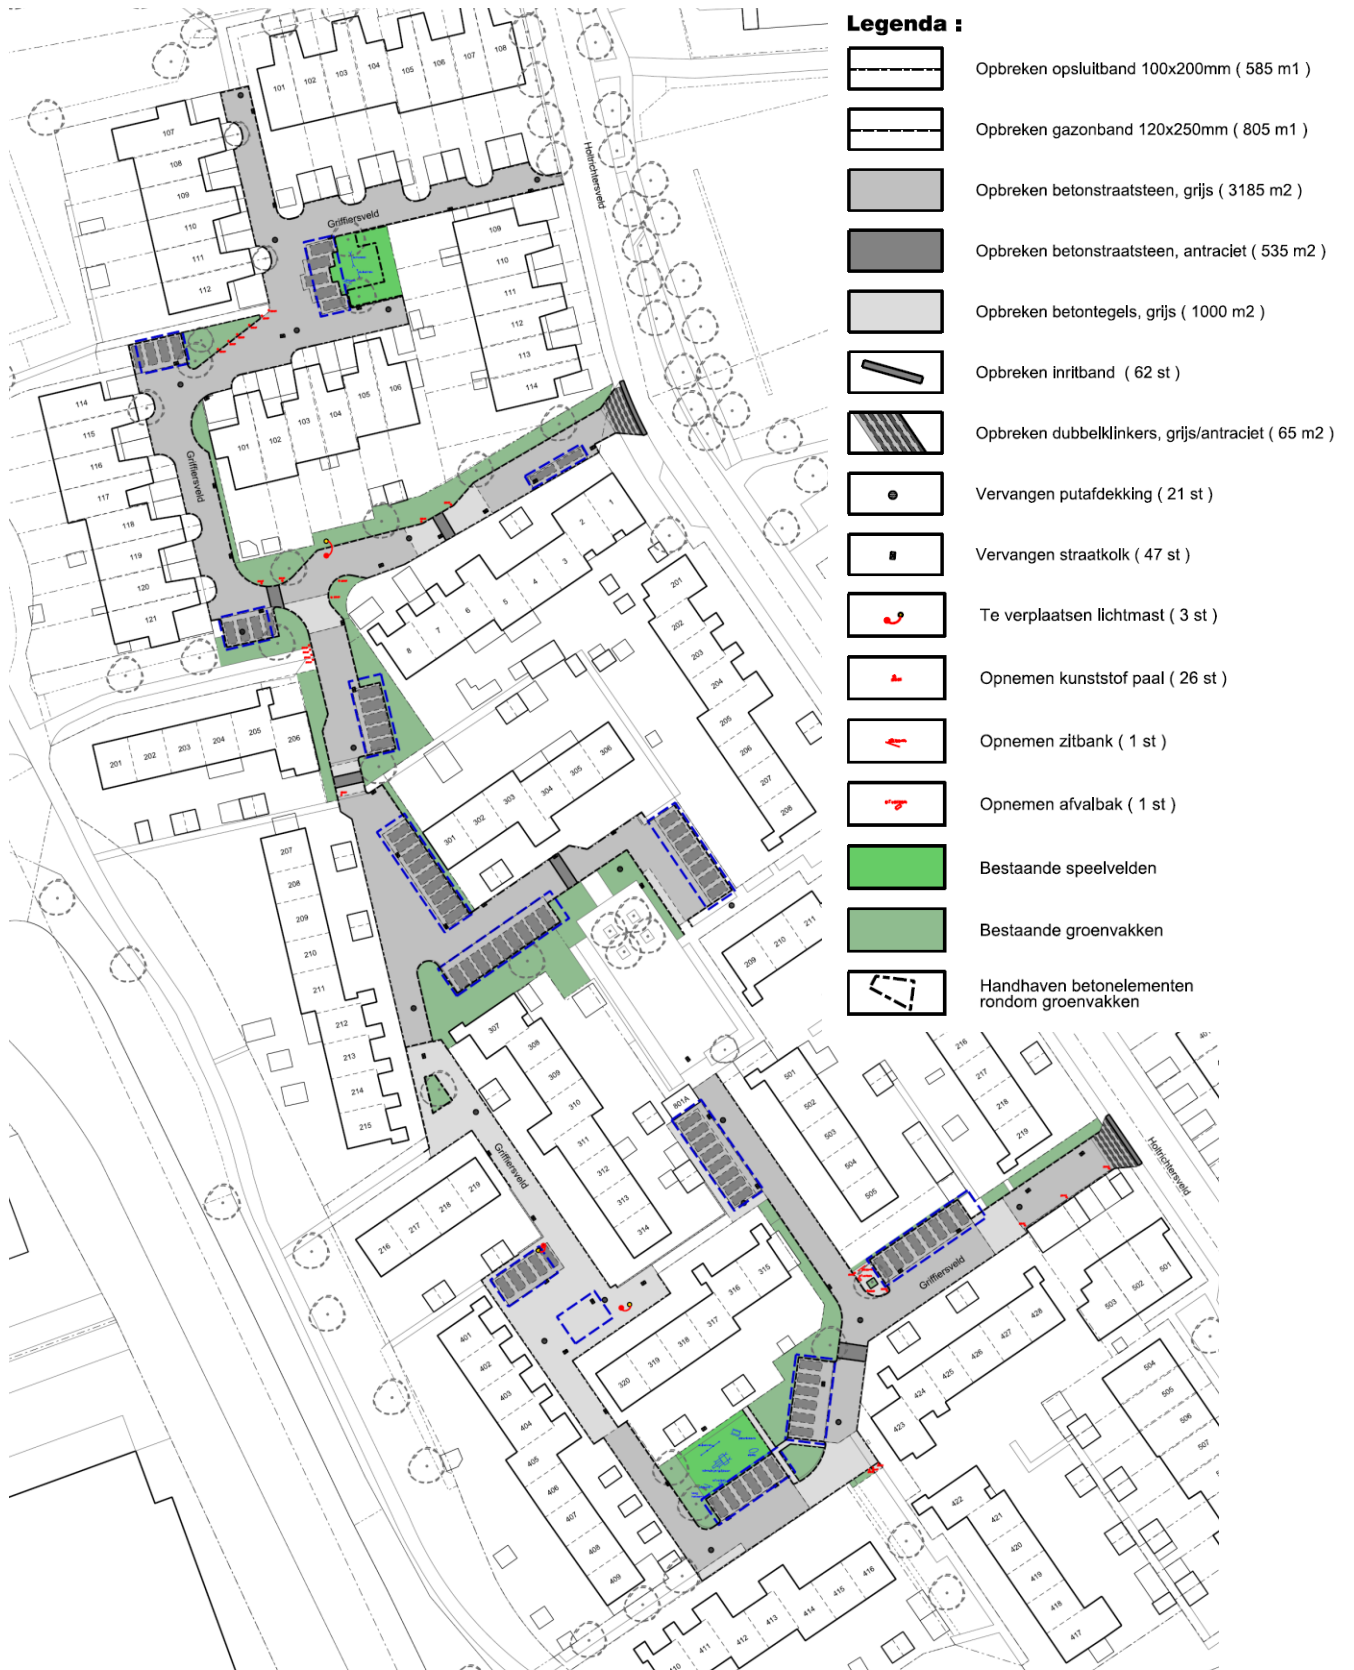 Legenda :
Opbreken opsluitband 100x200mm ( 585 m1 )
Opbreken gazonband 120x250mm ( 805 m1 )
Opbreken betonstraatsteen, grijs ( 3185 m2 )
Opbreken betonstraatsteen, antraciet ( 535 m2 )
Opbreken betontegels, grijs ( 1000 m2 )
Opbreken inritband ( 62 st )
Opbreken dubbelklinkers, grijs/antraciet ( 65 m2 )
Vervangen putafdekking ( 21 st )
Vervangen straatkolk ( 47 st )
Te verplaatsen lichtmast ( 3 st )
Opnemen kunststof paal ( 26 st )
Opnemen zitbank ( 1 st )
Opnemen afvalbak ( 1 st )
Bestaande speelvelden
Bestaande groenvakken
Handhaven betonelementen
rondom groenvakken
101 102 103 104 105 106 107 108
107
108
109
110
111
112
Holtrichtersveld
Griffiersveld
109
110
111
112
113
114
114
115
116
117
118
119
120
121
Griffiersveld
101 102 103 104 105 106
1
2
3
4
5
6
7
8
201
202
203
204
205
206
207
208
201 202 203 204 205 206
301 302 303 304 305 306
207
208
209
210
211
212
213
214
215
209 210 211
307
308
309
310
311
312
313
314
Griffiersveld
216 217 218 219
801A
501
502
503
504
505
216
217
218
219
Holtrichtersveld
Griffiersveld
315
316
317
318
319
320
401
402
403
404
405
406
407
408
409
423 424 425 426 427 428
503 502 501
504
505
506
507
422
421
420
419
418
417
410 411 412 413 414 415 416